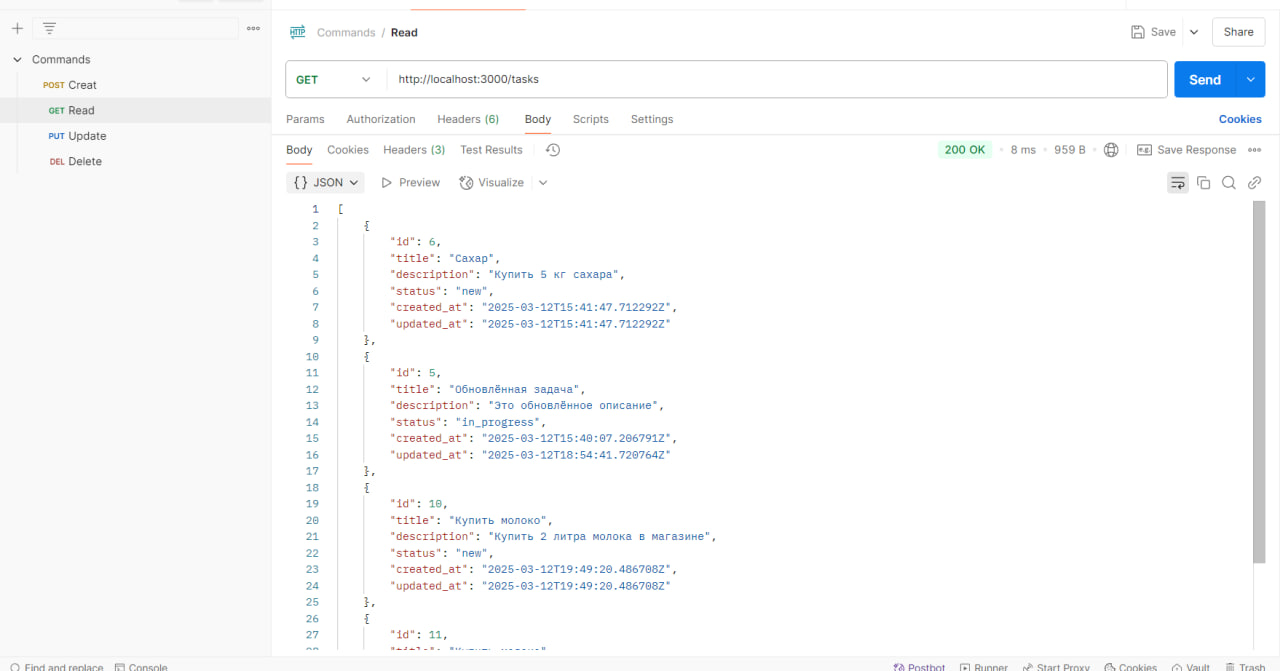 Commands / Read
Save
Share
Commands
POST Creat
GET Read
PUT Update
DEL Delete
GET
http://localhost:3000/tasks
Send
Params Authorization Headers (6) Body Scripts Settings
Cookies
Body Cookies Headers (3) Test Results
200 OK • 8 ms • 959 B •
Save Response
{} JSON
Preview
Visualize
1 [
2 {
3 "id": 6,
4 "title": "Сахар",
5 "description": "Купить 5 кг сахара",
6 "status": "new",
7 "created_at": "2025-03-12T15:41:47.712292Z",
8 "updated_at": "2025-03-12T15:41:47.712292Z"
9 },
10 {
11 "id": 5,
12 "title": "Обновлённая задача",
13 "description": "Это обновлённое описание",
14 "status": "in_progress",
15 "created_at": "2025-03-12T15:40:07.206791Z",
16 "updated_at": "2025-03-12T18:54:41.720764Z"
17 },
18 {
19 "id": 10,
20 "title": "Купить молоко",
21 "description": "Купить 2 литра молока в магазине",
22 "status": "new",
23 "created_at": "2025-03-12T19:49:20.486708Z",
24 "updated_at": "2025-03-12T19:49:20.486708Z"
25 },
26 {
27 "id": 11,
Find and replace Console
Postbot Runner Start Proxy Cookies Vault Trash